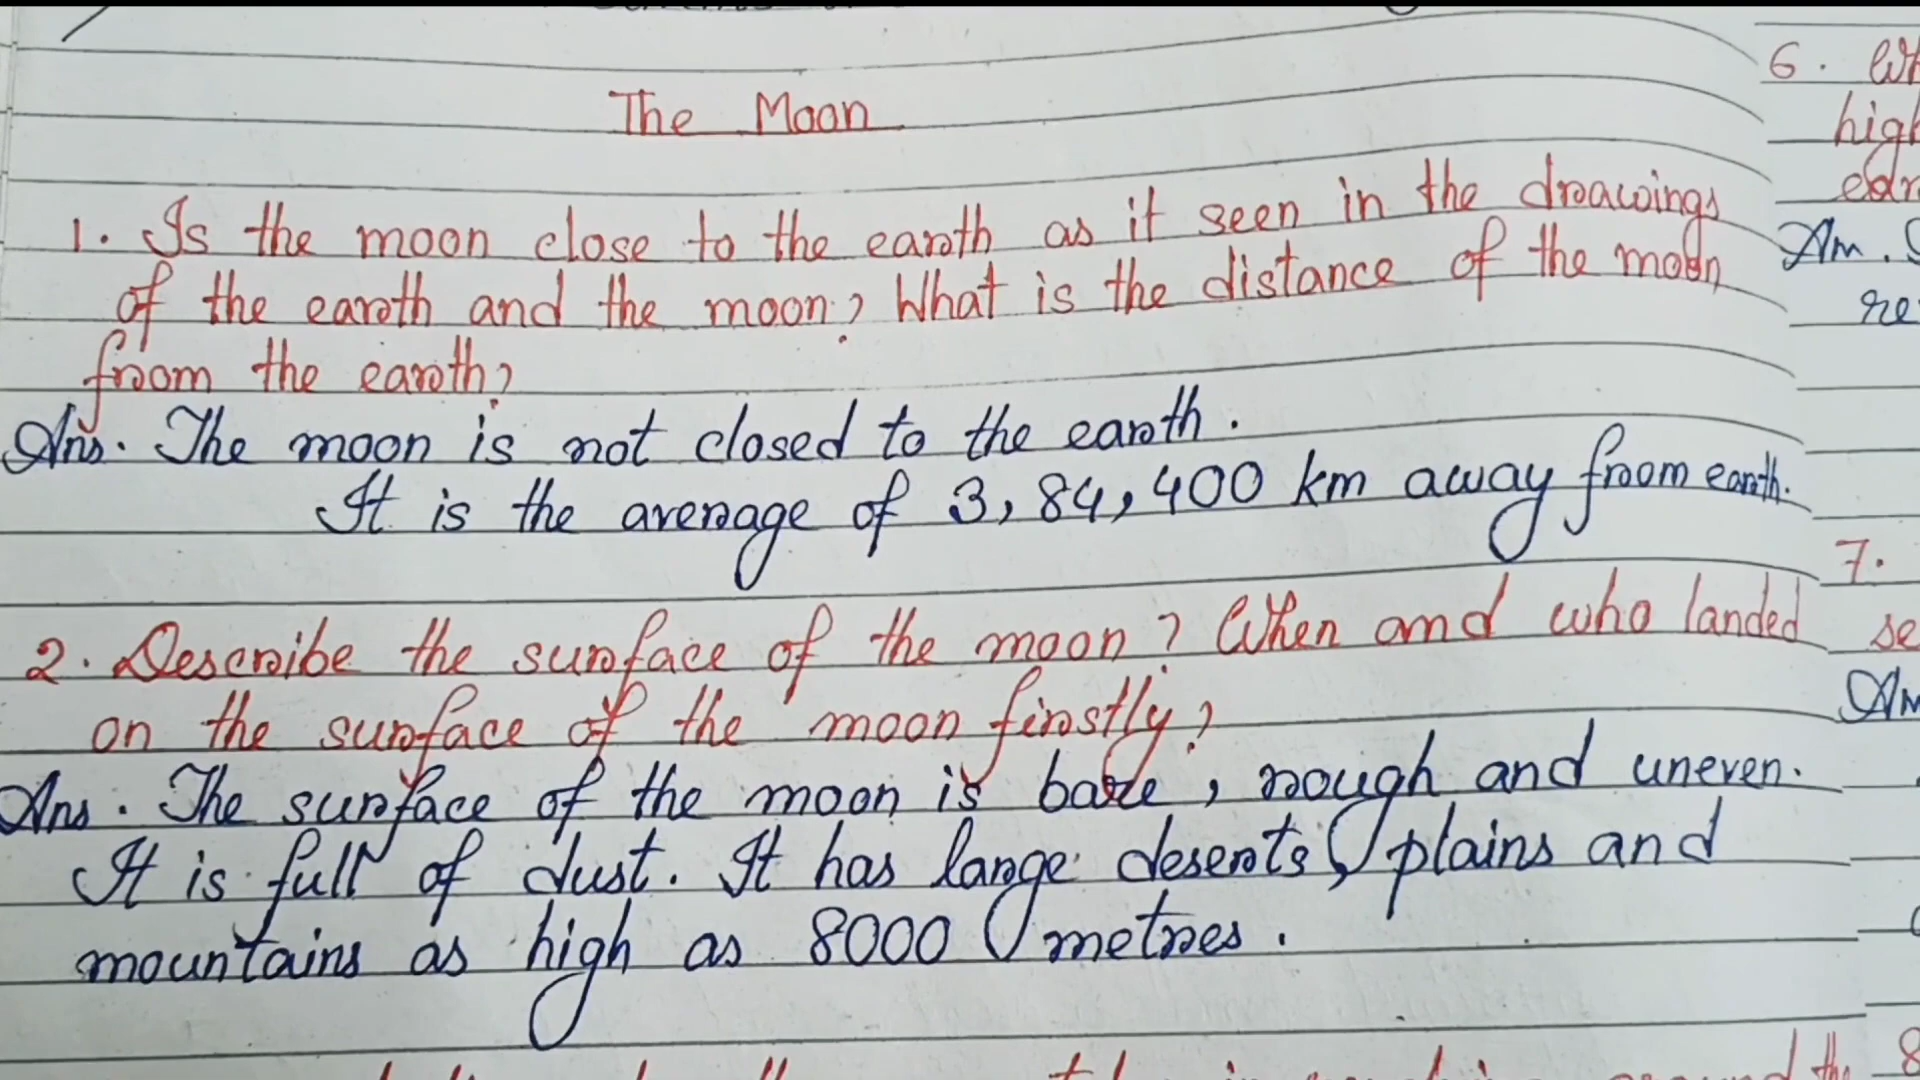 The Moon
1. Is the moon close to the earth as it seen in the drawings
of the earth and the moon? What is the distance of the moon
from the earth?
Ans. The moon is not closed to the earth.
It is the average of 3,84,400 km away from earth.
2. Describe the surface of the moon? When and who landed
on the surface of the moon firstly?
Ans. The surface of the moon is bare, rough and uneven.
It is full of dust. It has large deserts, plains and
mountains as high as 8000 metres.
6.
7.
8